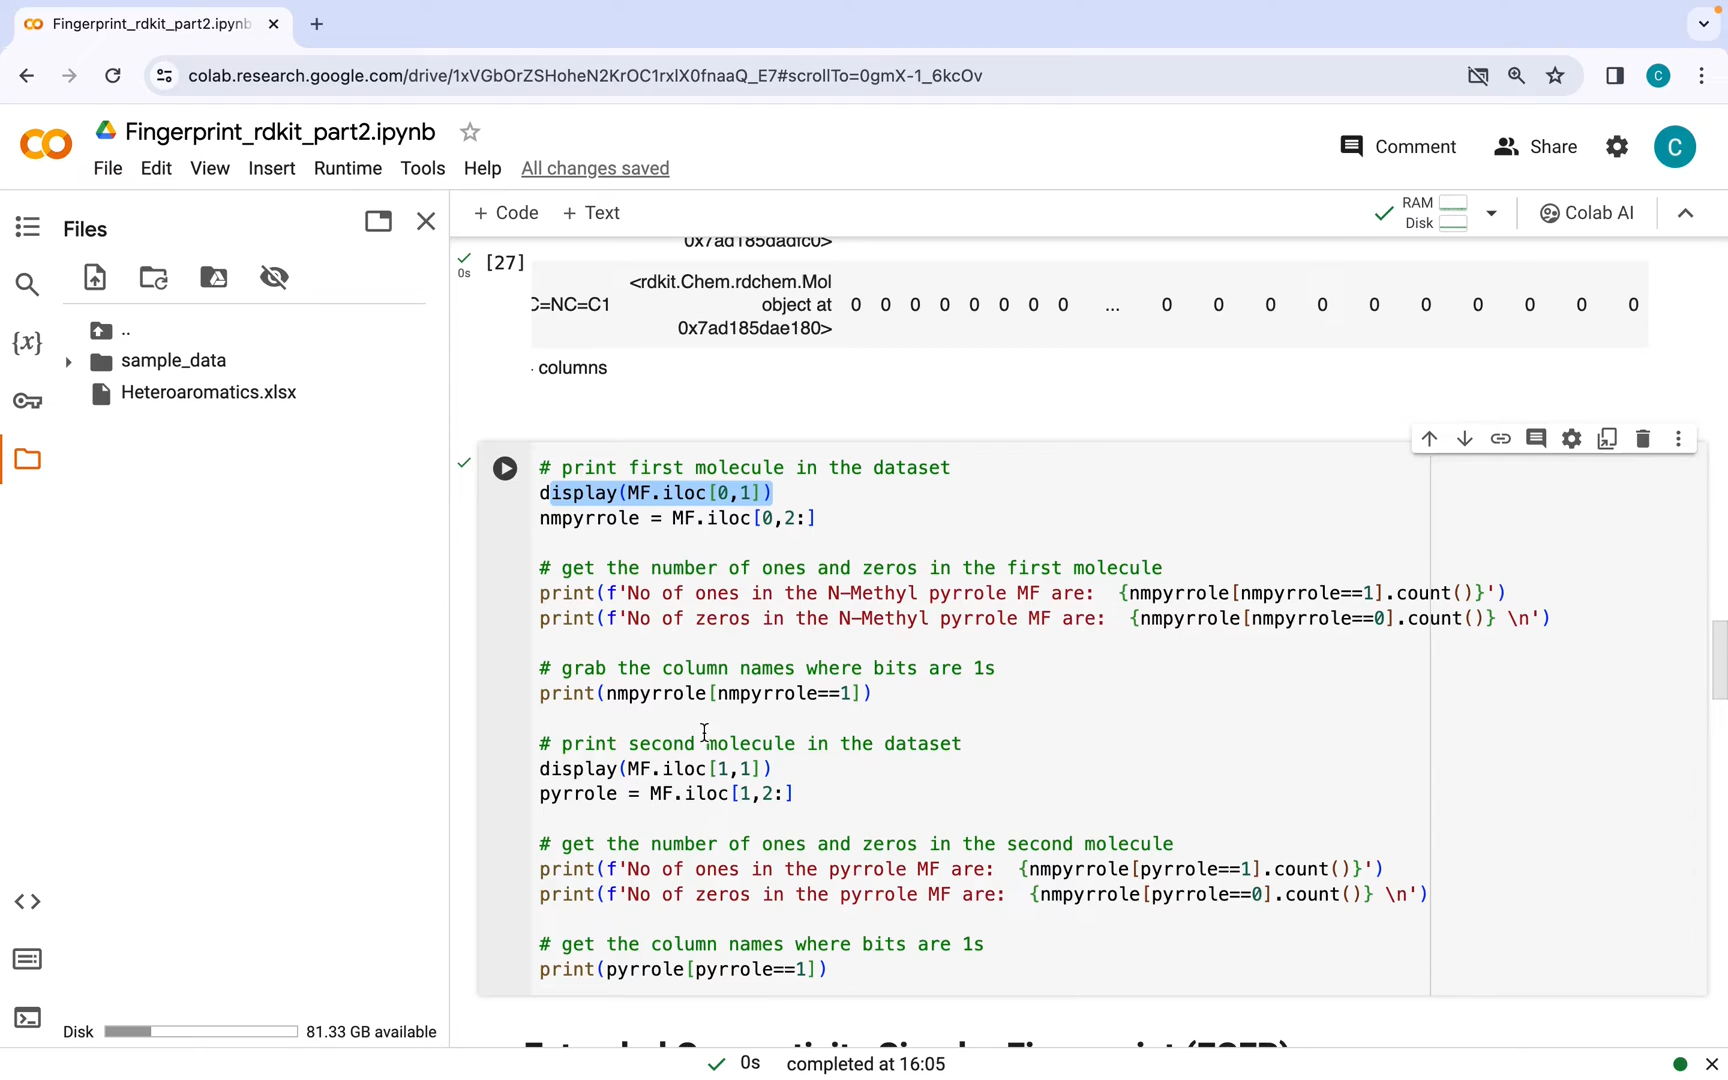 Fingerprint_rdkit_part2.ipynb
colab.research.google.com/drive/1xVGbOrZSHoheN2KrOC1rxlX0fnaaQ_E7#scrollTo=0gmX-1_6kcOv
C
Fingerprint_rdkit_part2.ipynb
File Edit View Insert Runtime Tools Help All changes saved
Comment Share C
Files
+ Code + Text
RAM
Disk
Colab AI
..
sample_data
Heteroaromatics.xlsx
0x7ad185dadfc0>
[27]
0s
<rdkit.Chem.rdchem.Mol
C=NC=C1 object at 0 0 0 0 0 0 0 0 ... 0 0 0 0 0 0 0 0 0 0
0x7ad185dae180>
columns
# print first molecule in the dataset
display(MF.iloc[0,1])
nmpyrrole = MF.iloc[0,2:]
# get the number of ones and zeros in the first molecule
print(f'No of ones in the N-Methyl pyrrole MF are:  {nmpyrrole[nmpyrrole==1].count()}')
print(f'No of zeros in the N-Methyl pyrrole MF are:  {nmpyrrole[nmpyrrole==0].count()} \n')
# grab the column names where bits are 1s
print(nmpyrrole[nmpyrrole==1])
# print second molecule in the dataset
display(MF.iloc[1,1])
pyrrole = MF.iloc[1,2:]
# get the number of ones and zeros in the second molecule
print(f'No of ones in the pyrrole MF are:  {nmpyrrole[pyrrole==1].count()}')
print(f'No of zeros in the pyrrole MF are:  {nmpyrrole[pyrrole==0].count()} \n')
# get the column names where bits are 1s
print(pyrrole[pyrrole==1])
Extended Connectivity Circular Fingerprint (ECFP)
Disk 81.33 GB available
0s completed at 16:05